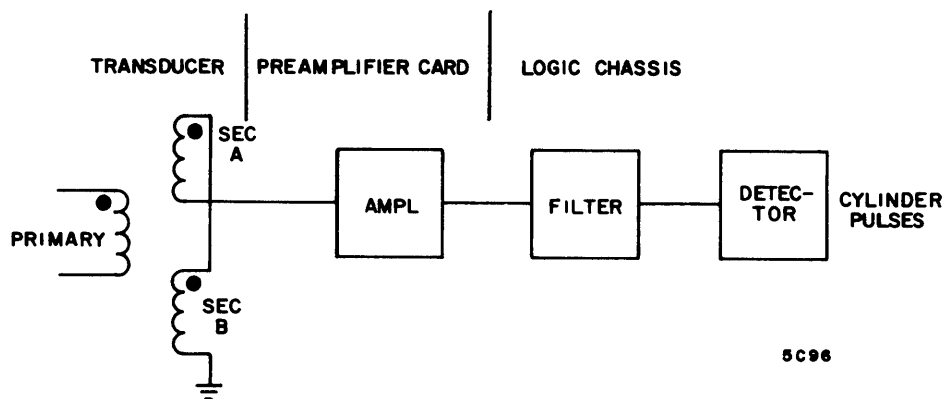 TRANSDUCER
PREAMPLIFIER CARD
LOGIC CHASSIS
SEC
A
PRIMARY
AMPL
FILTER
DETEC-
TOR
CYLINDER
PULSES
SEC
B
5C96